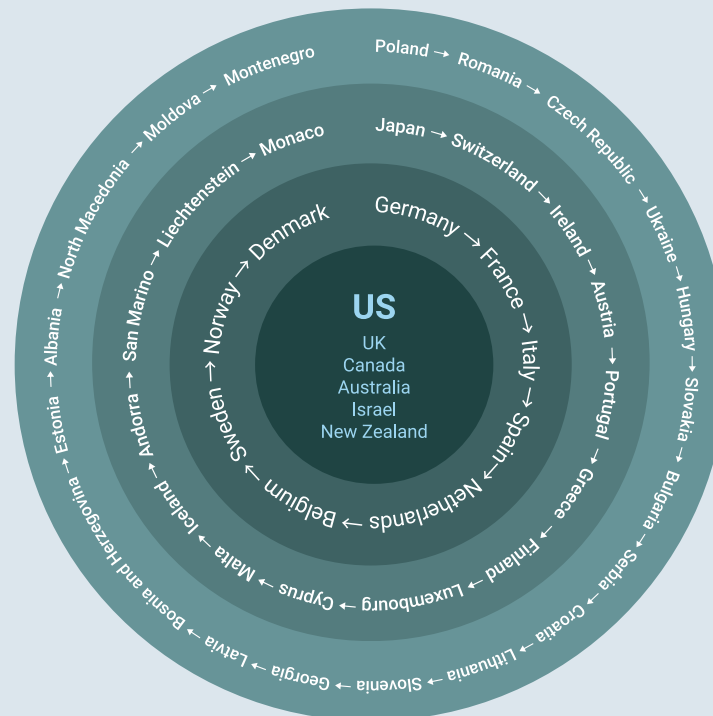 US
UK
Canada
Australia
Israel
New Zealand
Germany → France → Italy → Spain → Netherlands → Belgium → Sweden → Norway → Denmark
Japan → Switzerland → Ireland → Austria → Portugal → Greece → Finland → Luxembourg → Cyprus → Malta → Iceland → Andorra → San Marino → Liechtenstein → Monaco
Poland → Romania → Czech Republic → Ukraine → Hungary → Slovakia → Bulgaria → Serbia → Croatia → Lithuania → Slovenia → Georgia → Latvia → Bosnia and Herzegovina → Estonia → Albania → North Macedonia → Moldova → Montenegro